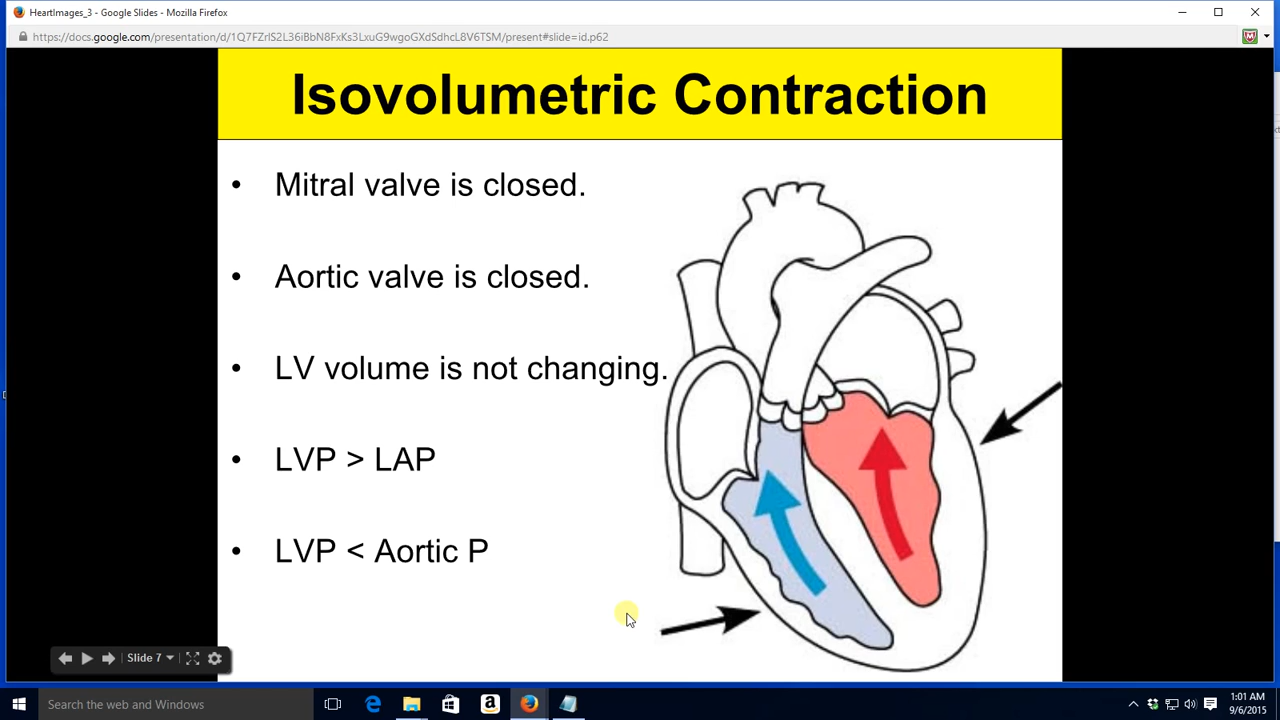 HeartImages_3 - Google Slides - Mozilla Firefox
https://docs.google.com/presentation/d/1Q7FZrlS2L36iBbN8FxKs3LxuG9wgoGXdSdhcL8V6TSM/present#slide=id.p62
Isovolumetric Contraction
• Mitral valve is closed.
• Aortic valve is closed.
• LV volume is not changing.
• LVP > LAP
• LVP < Aortic P
Slide 7
Search the web and Windows
1:01 AM
9/6/2015